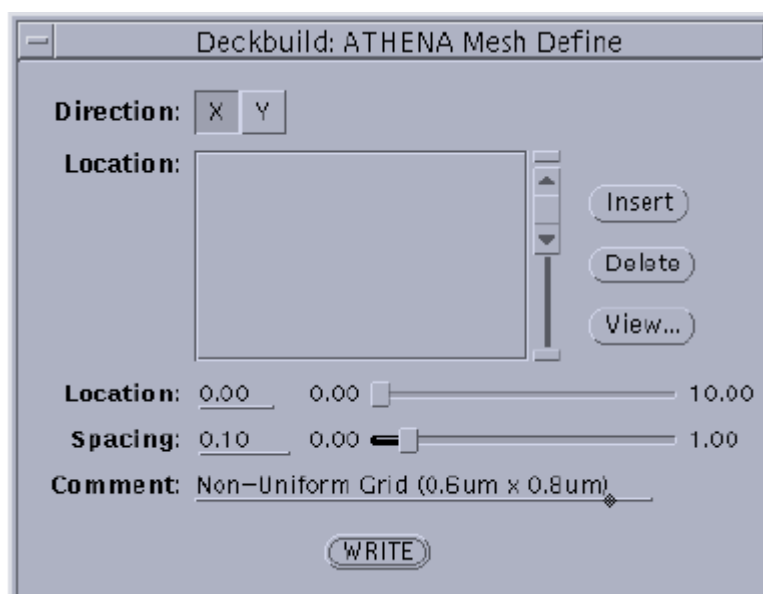 Deckbuild: ATHENA Mesh Define
Direction: X Y
Location:
Insert
Delete
View...
Location: 0.00 0.00 10.00
Spacing: 0.10 0.00 1.00
Comment: Non-Uniform Grid (0.6um x 0.8um)
WRITE